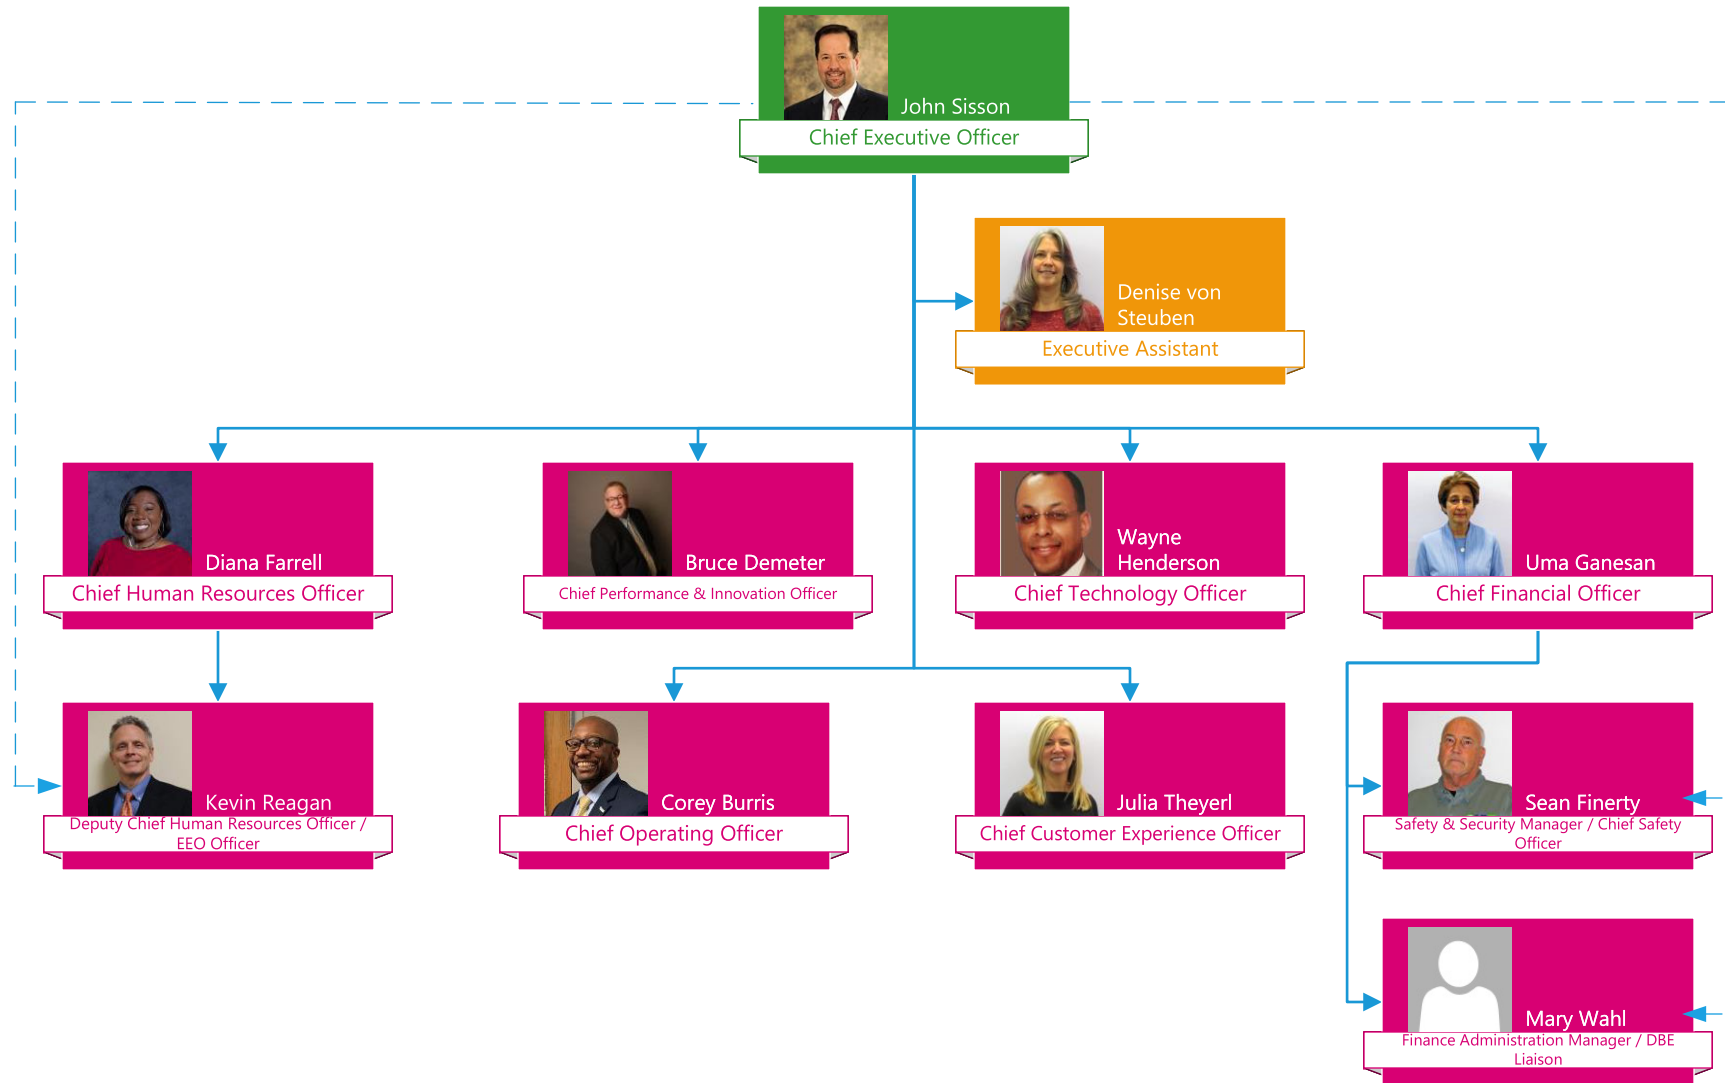 John Sisson
Chief Executive Officer
Denise von
Steuben
Executive Assistant
Diana Farrell
Chief Human Resources Officer
Bruce Demeter
Chief Performance & Innovation Officer
Wayne
Henderson
Chief Technology Officer
Uma Ganesan
Chief Financial Officer
Kevin Reagan
Deputy Chief Human Resources Officer /
EEO Officer
Corey Burris
Chief Operating Officer
Julia Theyerl
Chief Customer Experience Officer
Sean Finerty
Safety & Security Manager / Chief Safety
Officer
Mary Wahl
Finance Administration Manager / DBE
Liaison